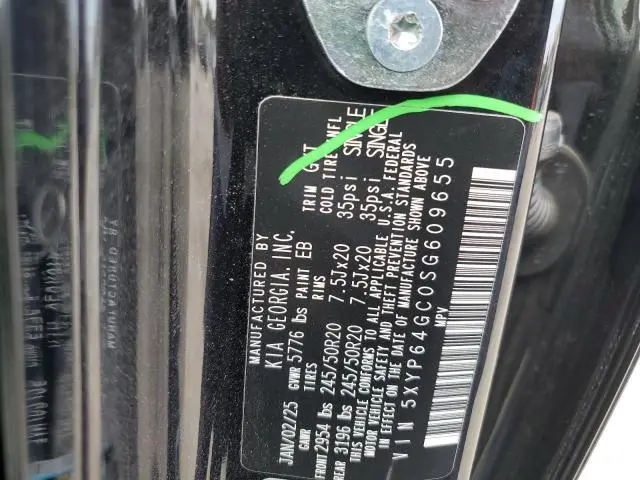 MANUFACTURED BY
KIA GEORGIA, INC.
JAN/02/25 GVWR 5776 lbs PAINT EB TRIM
GAWR TIRES RIMS COLD TIRE INFL
FRONT 2954 lbs 245/50R20 7.5Jx20 35psi SINGLE
REAR 3196 lbs 245/50R20 7.5Jx20 35psi SINGLE
THIS VEHICLE CONFORMS TO ALL APPLICABLE U.S.A. FEDERAL
MOTOR VEHICLE SAFETY AND THEFT PREVENTION STANDARDS
IN EFFECT ON THE DATE OF MANUFACTURE SHOWN ABOVE
VIN 5XYP64GC0SG609655
MPV